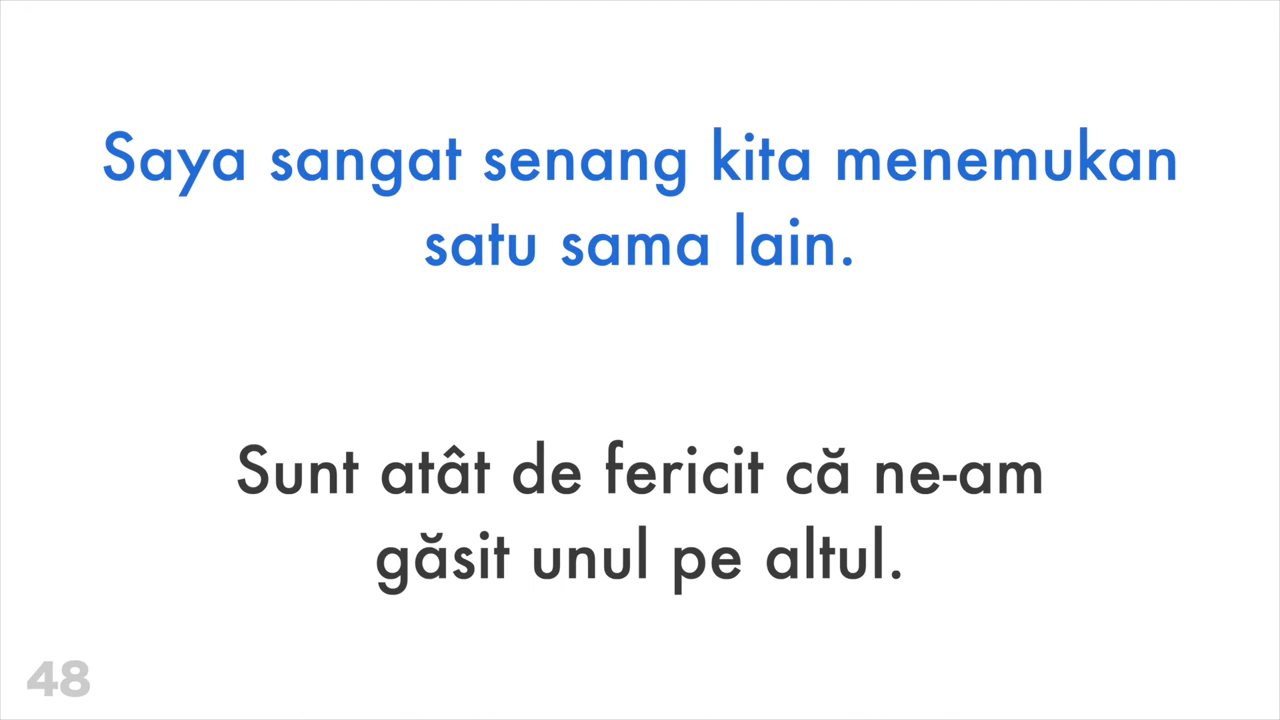 Saya sangat senang kita menemukan
satu sama lain.
Sunt atât de fericit că ne-am
găsit unul pe altul.
48